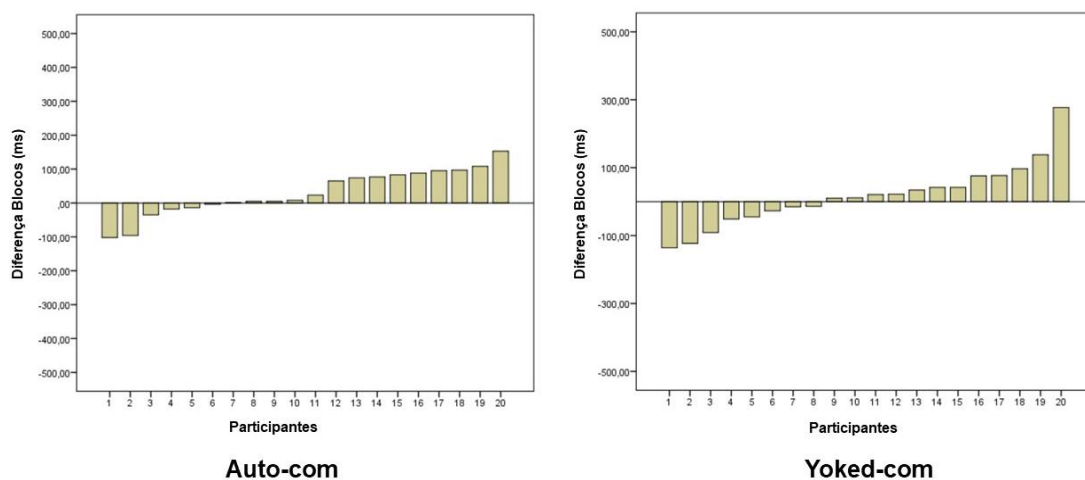 Diferença Blocos (ms)
500,00
400,00
300,00
200,00
100,00
,00
-100,00
-200,00
-300,00
-400,00
-500,00
1 2 3 4 5 6 7 8 9 10 11 12 13 14 15 16 17 18 19 20
Participantes
Auto-com
Diferença Blocos (ms)
500,00
300,00
100,00
-100,00
-300,00
-500,00
1 2 3 4 5 6 7 8 9 10 11 12 13 14 15 16 17 18 19 20
Participantes
Yoked-com